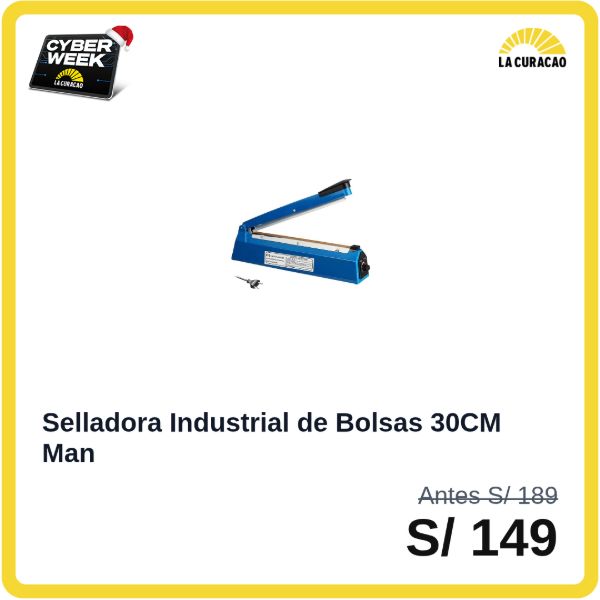 CYBER
WEEK
LA CURACAO
LA CURACAO
Selladora Industrial de Bolsas 30CM
Man
Antes S/ 189
S/ 149